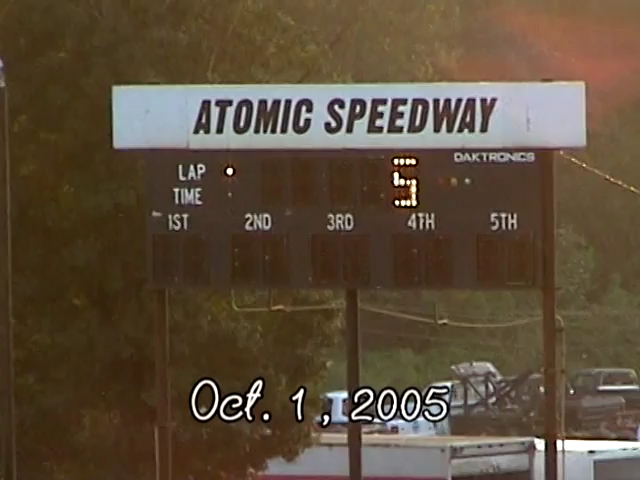 ATOMIC SPEEDWAY
DAKTRONICS
LAP 5
TIME
1ST 2ND 3RD 4TH 5TH
Oct. 1, 2005